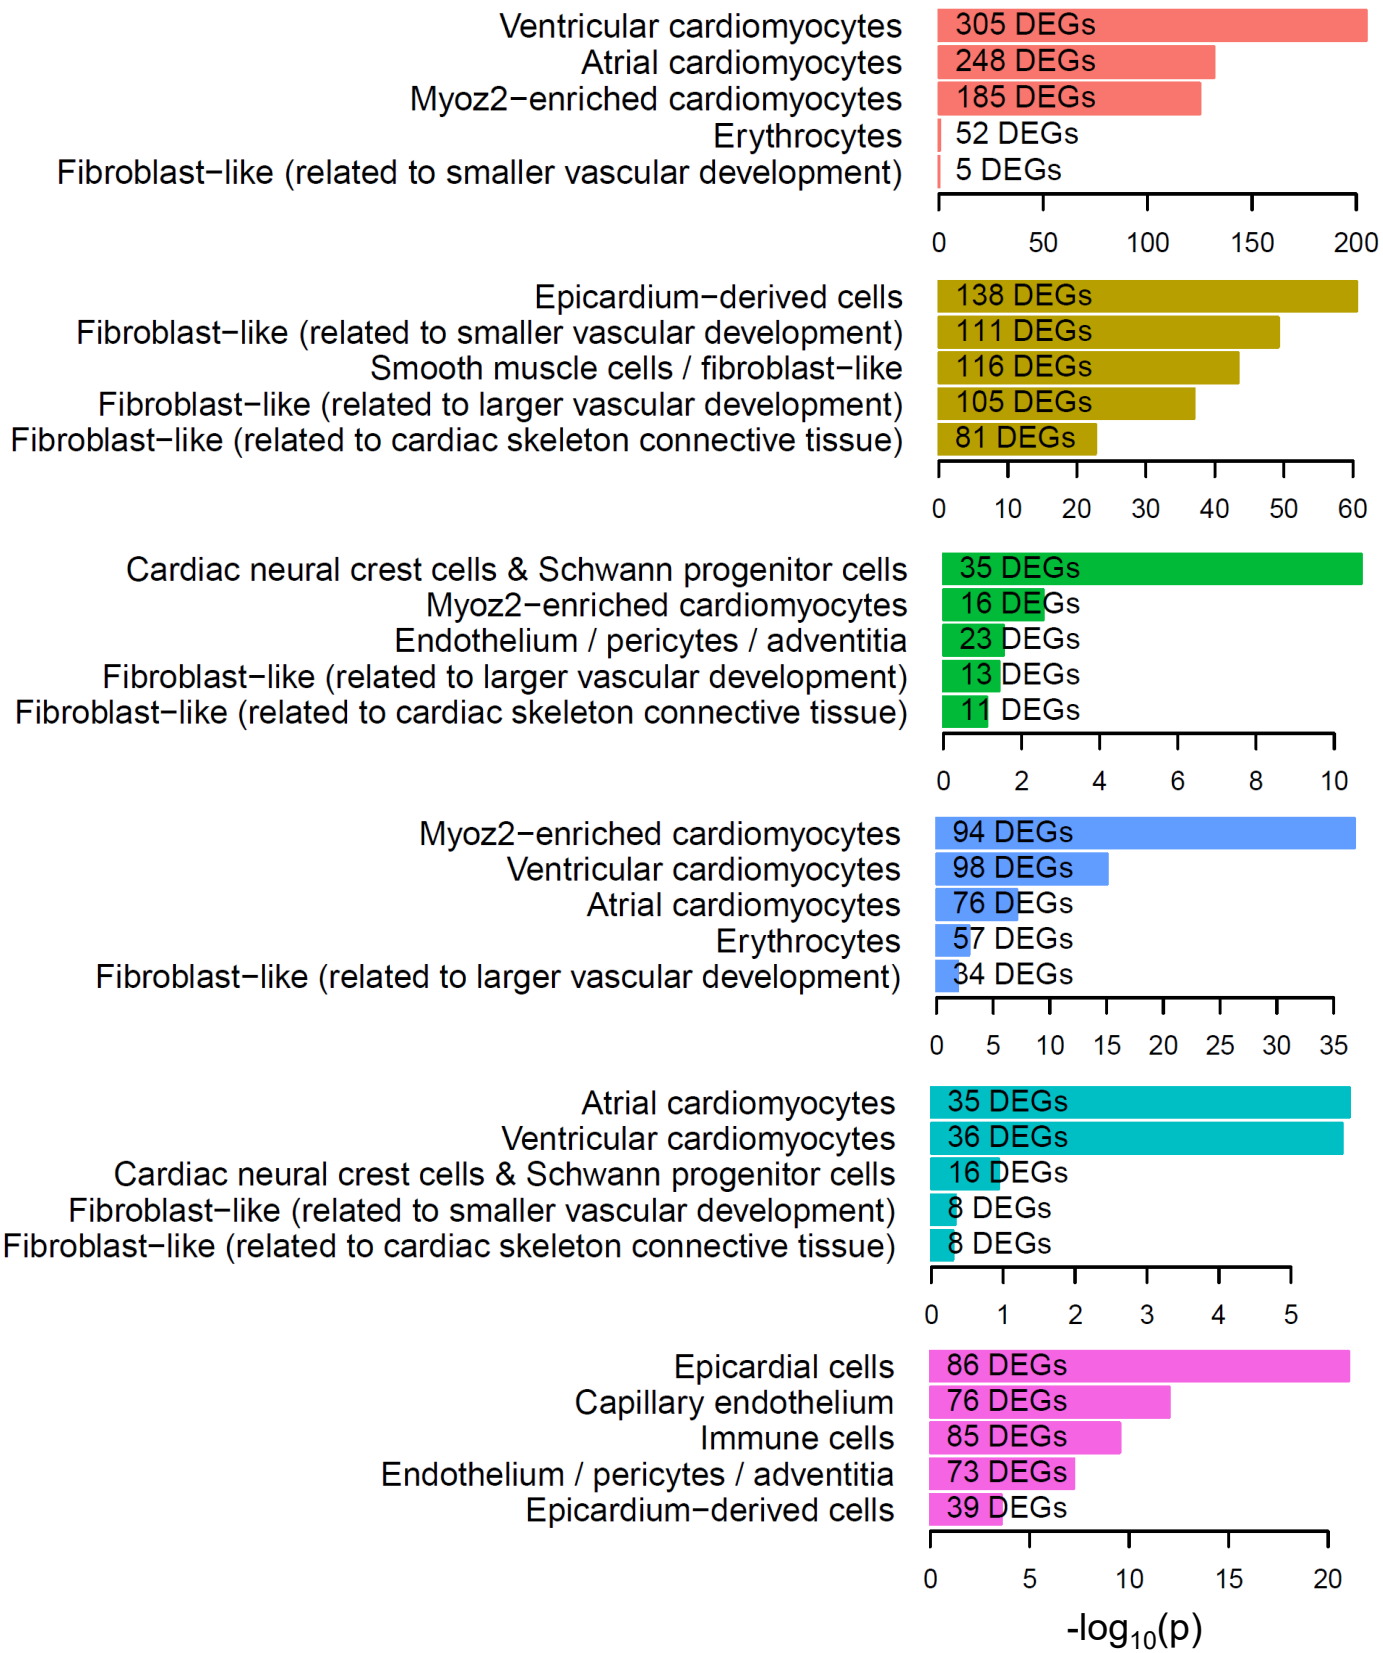 Ventricular cardiomyocytes 305 DEGs
Atrial cardiomyocytes 248 DEGs
Myoz2−enriched cardiomyocytes 185 DEGs
Erythrocytes 52 DEGs
Fibroblast−like (related to smaller vascular development) 5 DEGs
0 50 100 150 200
Epicardium−derived cells 138 DEGs
Fibroblast−like (related to smaller vascular development) 111 DEGs
Smooth muscle cells / fibroblast−like 116 DEGs
Fibroblast−like (related to larger vascular development) 105 DEGs
Fibroblast−like (related to cardiac skeleton connective tissue) 81 DEGs
0 10 20 30 40 50 60
Cardiac neural crest cells & Schwann progenitor cells 35 DEGs
Myoz2−enriched cardiomyocytes 16 DEGs
Endothelium / pericytes / adventitia 23 DEGs
Fibroblast−like (related to larger vascular development) 13 DEGs
Fibroblast−like (related to cardiac skeleton connective tissue) 11 DEGs
0 2 4 6 8 10
Myoz2−enriched cardiomyocytes 94 DEGs
Ventricular cardiomyocytes 98 DEGs
Atrial cardiomyocytes 76 DEGs
Erythrocytes 57 DEGs
Fibroblast−like (related to larger vascular development) 34 DEGs
0 5 10 15 20 25 30 35
Atrial cardiomyocytes 35 DEGs
Ventricular cardiomyocytes 36 DEGs
Cardiac neural crest cells & Schwann progenitor cells 16 DEGs
Fibroblast−like (related to smaller vascular development) 8 DEGs
Fibroblast−like (related to cardiac skeleton connective tissue) 8 DEGs
0 1 2 3 4 5
Epicardial cells 86 DEGs
Capillary endothelium 76 DEGs
Immune cells 85 DEGs
Endothelium / pericytes / adventitia 73 DEGs
Epicardium−derived cells 39 DEGs
0 5 10 15 20
-log10(p)